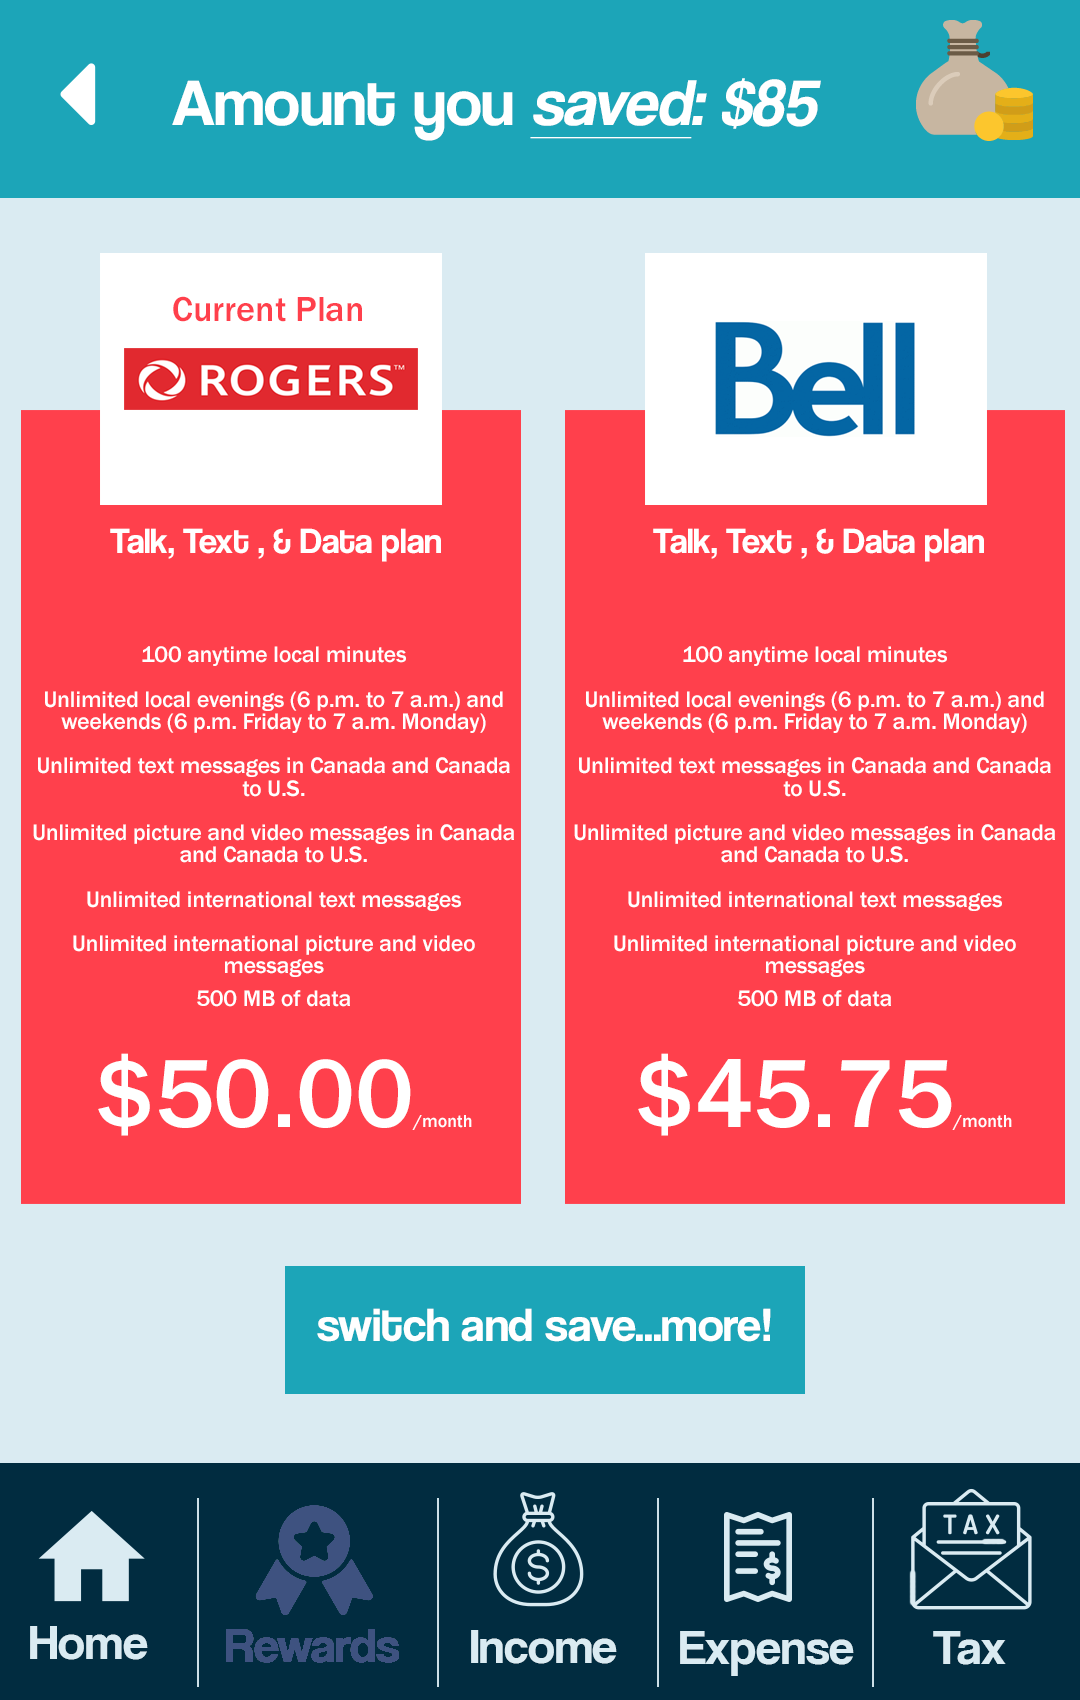 Amount you saved: $85
Current Plan
ROGERS™
Talk, Text , & Data plan
100 anytime local minutes
Unlimited local evenings (6 p.m. to 7 a.m.) and
weekends (6 p.m. Friday to 7 a.m. Monday)
Unlimited text messages in Canada and Canada
to U.S.
Unlimited picture and video messages in Canada
and Canada to U.S.
Unlimited international text messages
Unlimited international picture and video
messages
500 MB of data
$50.00/month
Bell
Talk, Text , & Data plan
100 anytime local minutes
Unlimited local evenings (6 p.m. to 7 a.m.) and
weekends (6 p.m. Friday to 7 a.m. Monday)
Unlimited text messages in Canada and Canada
to U.S.
Unlimited picture and video messages in Canada
and Canada to U.S.
Unlimited international text messages
Unlimited international picture and video
messages
500 MB of data
$45.75/month
switch and save...more!
$
$
TAX
Home
Rewards
Income
Expense
Tax